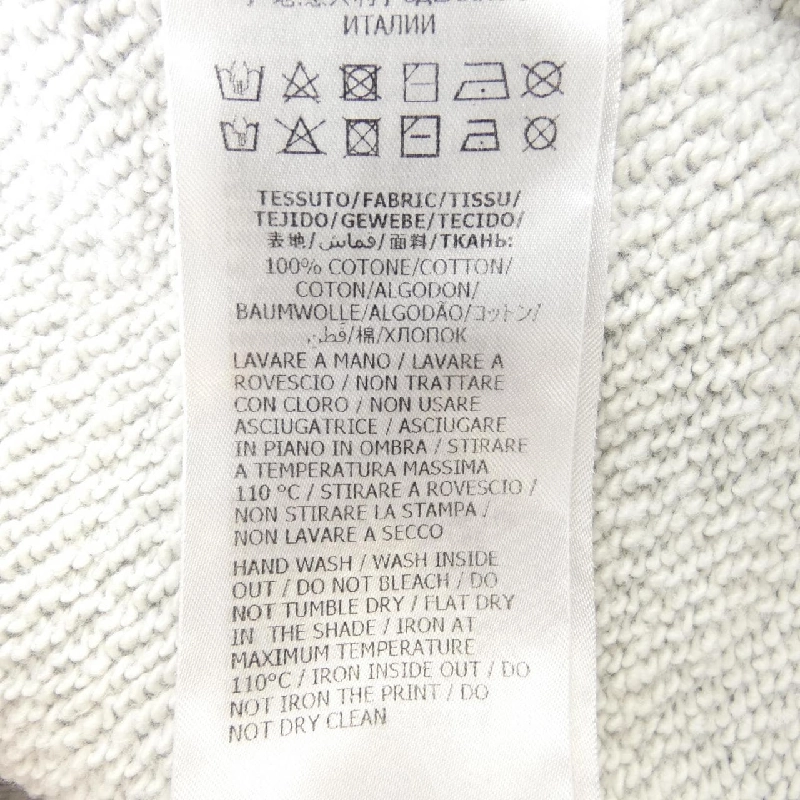 ИТАЛИИ
TESSUTO/FABRIC/TISSU/
TEJIDO/GEWEBE/TECIDO/
表地/قماش/面料/ТКАНЬ:
100% COTONE/COTTON/
COTON/ALGODON/
BAUMWOLLE/ALGODÃO/コットン/
قطن/棉/ХЛОПОК
LAVARE A MANO / LAVARE A
ROVESCIO / NON TRATTARE
CON CLORO / NON USARE
ASCIUGATRICE / ASCIUGARE
IN PIANO IN OMBRA / STIRARE
A TEMPERATURA MASSIMA
110 °C / STIRARE A ROVESCIO /
NON STIRARE LA STAMPA /
NON LAVARE A SECCO
HAND WASH / WASH INSIDE
OUT / DO NOT BLEACH / DO
NOT TUMBLE DRY / FLAT DRY
IN THE SHADE / IRON AT
MAXIMUM TEMPERATURE
110°C / IRON INSIDE OUT / DO
NOT IRON THE PRINT / DO
NOT DRY CLEAN